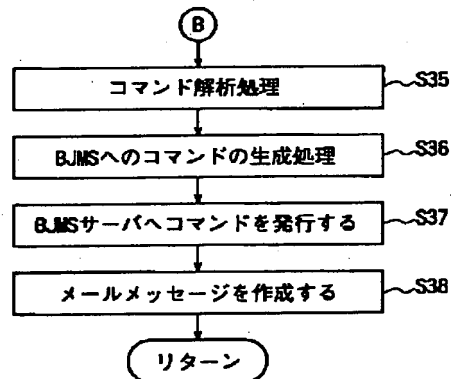 B
コマンド解析処理 S35
BJMSへのコマンドの生成処理 S36
BJMSサーバへコマンドを発行する S37
メールメッセージを作成する S38
リターン